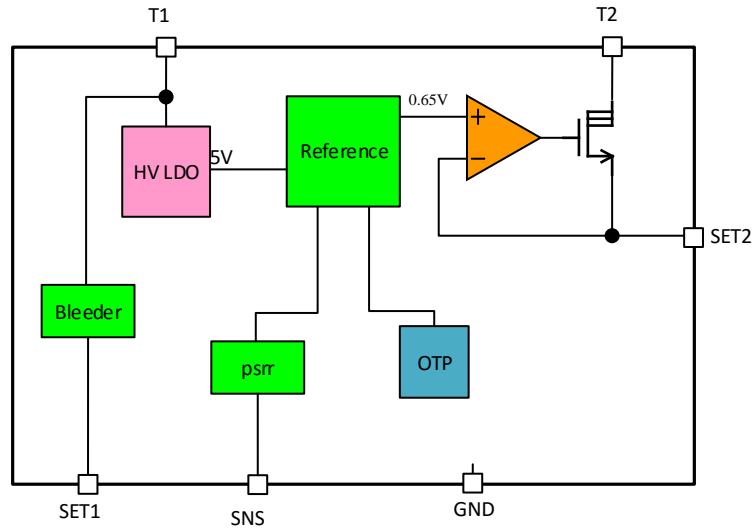 T1
T2
0.65V
+
Reference
HV LDO
5V
−
SET2
Bleeder
psrr
OTP
SET1
SNS
GND